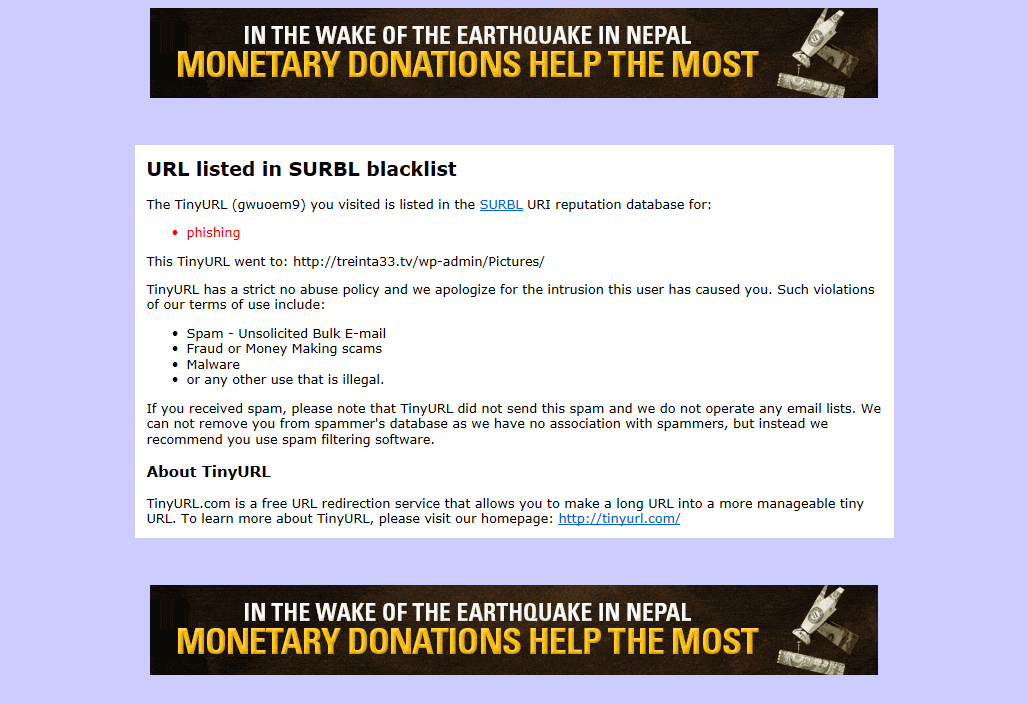 IN THE WAKE OF THE EARTHQUAKE IN NEPAL
MONETARY DONATIONS HELP THE MOST
URL listed in SURBL blacklist
The TinyURL (gwuoem9) you visited is listed in the SURBL URI reputation database for:
• phishing
This TinyURL went to: http://treinta33.tv/wp-admin/Pictures/
TinyURL has a strict no abuse policy and we apologize for the intrusion this user has caused you. Such violations
of our terms of use include:
• Spam - Unsolicited Bulk E-mail
• Fraud or Money Making scams
• Malware
• or any other use that is illegal.
If you received spam, please note that TinyURL did not send this spam and we do not operate any email lists. We
can not remove you from spammer's database as we have no association with spammers, but instead we
recommend you use spam filtering software.
About TinyURL
TinyURL.com is a free URL redirection service that allows you to make a long URL into a more manageable tiny
URL. To learn more about TinyURL, please visit our homepage: http://tinyurl.com/
IN THE WAKE OF THE EARTHQUAKE IN NEPAL
MONETARY DONATIONS HELP THE MOST